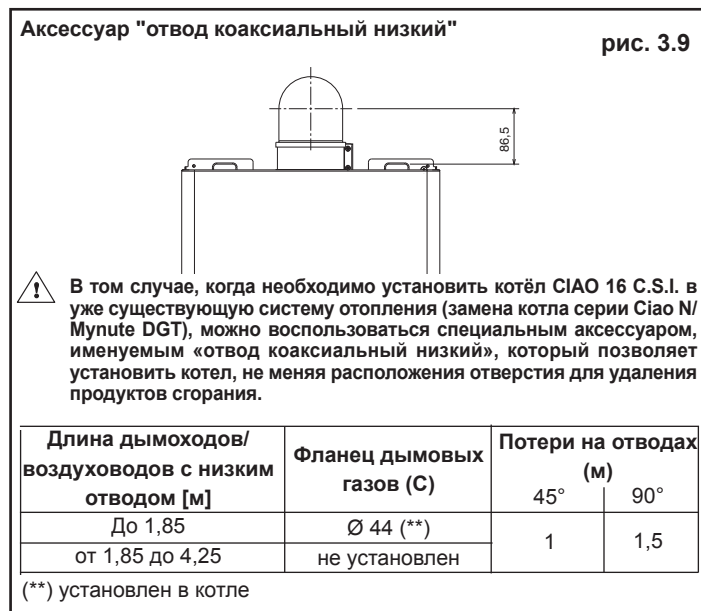 Аксессуар "отвод коаксиальный низкий"
рис. 3.9
86,5
В том случае, когда необходимо установить котёл CIAO 16 C.S.I. в
уже существующую систему отопления (замена котла серии Ciao N/
Mynute DGT), можно воспользоваться специальным аксессуаром,
именуемым «отвод коаксиальный низкий», который позволяет
установить котел, не меняя расположения отверстия для удаления
продуктов сгорания.
Длина дымоходов/
воздуховодов с низким
отводом [м]
Фланец дымовых
газов (C)
Потери на отводах
(м)
45° 90°
До 1,85 Ø 44 (**) 1 1,5
от 1,85 до 4,25 не установлен
(**) установлен в котле